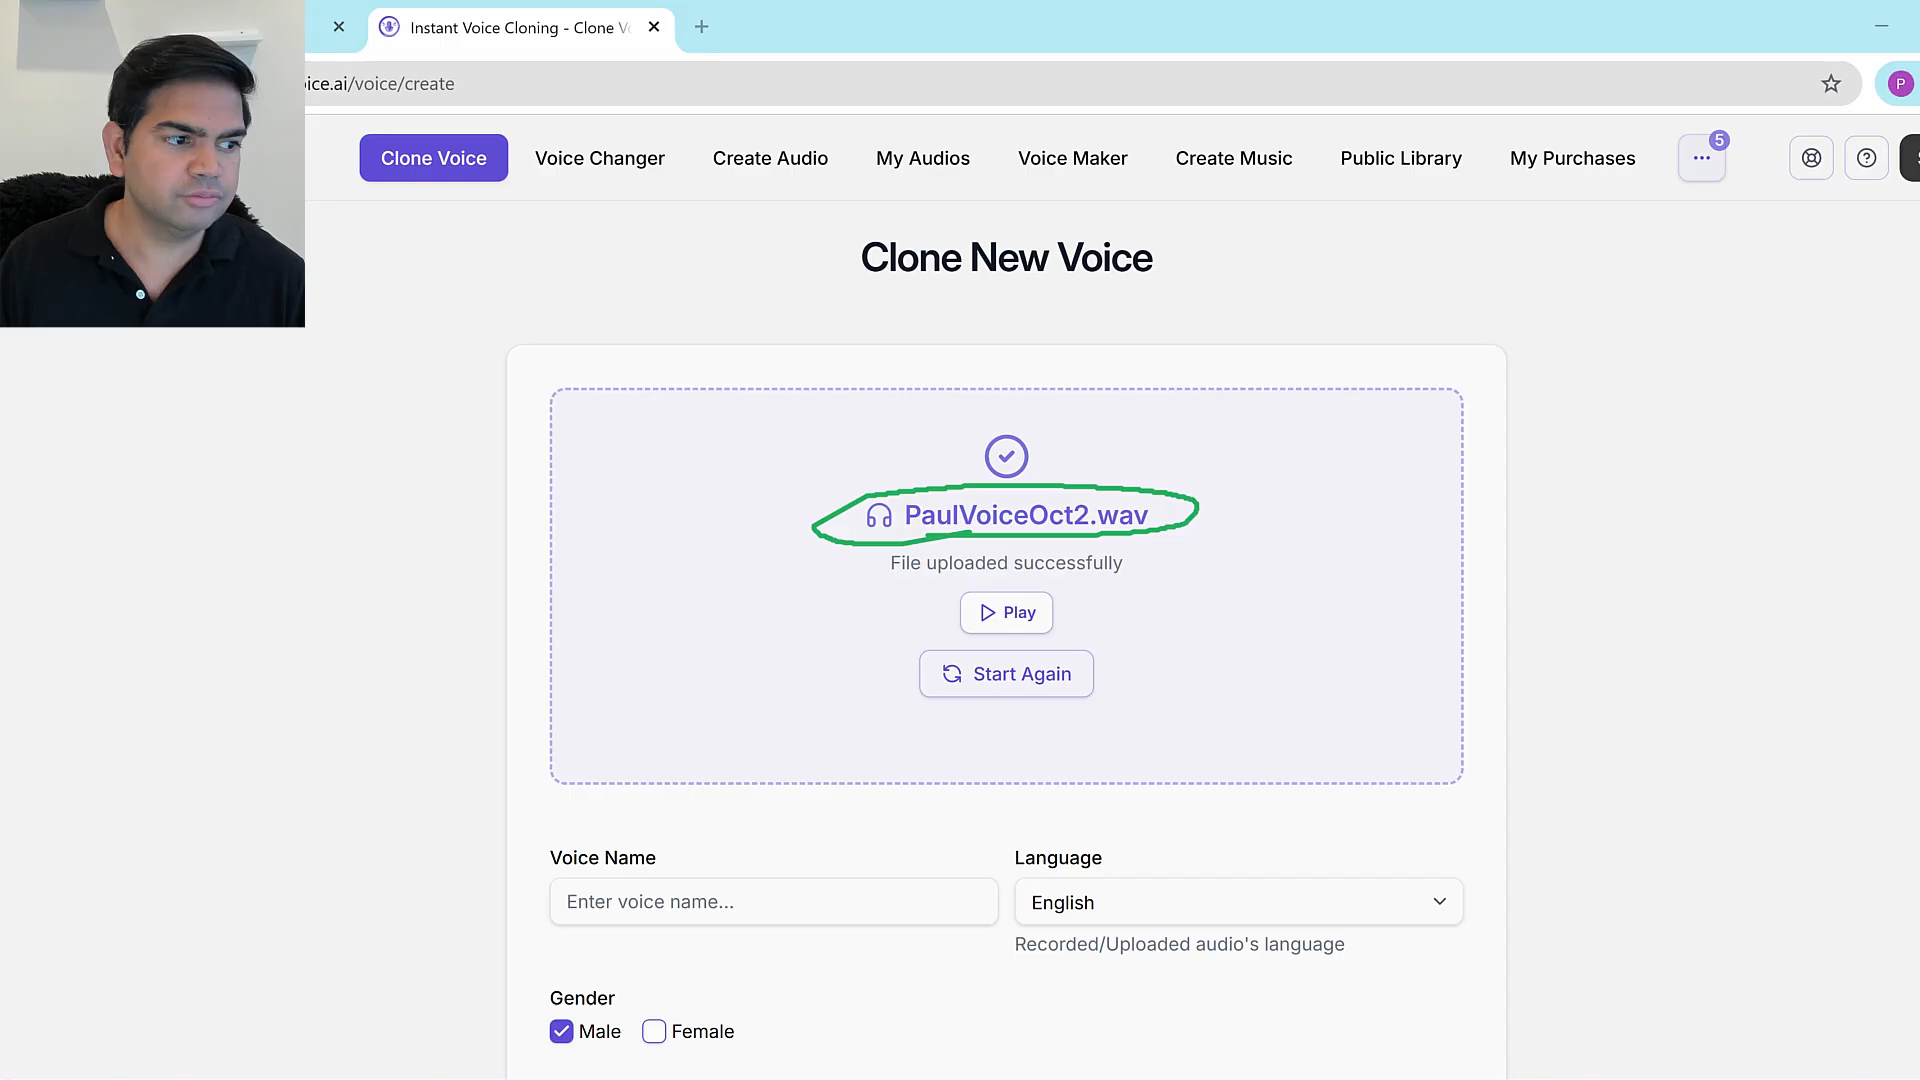 Instant Voice Cloning - Clone Vo
ice.ai/voice/create
P
Clone Voice
Voice Changer
Create Audio
My Audios
Voice Maker
Create Music
Public Library
My Purchases
5
Clone New Voice
PaulVoiceOct2.wav
File uploaded successfully
Play
Start Again
Voice Name
Language
Enter voice name...
English
Recorded/Uploaded audio's language
Gender
Male
Female